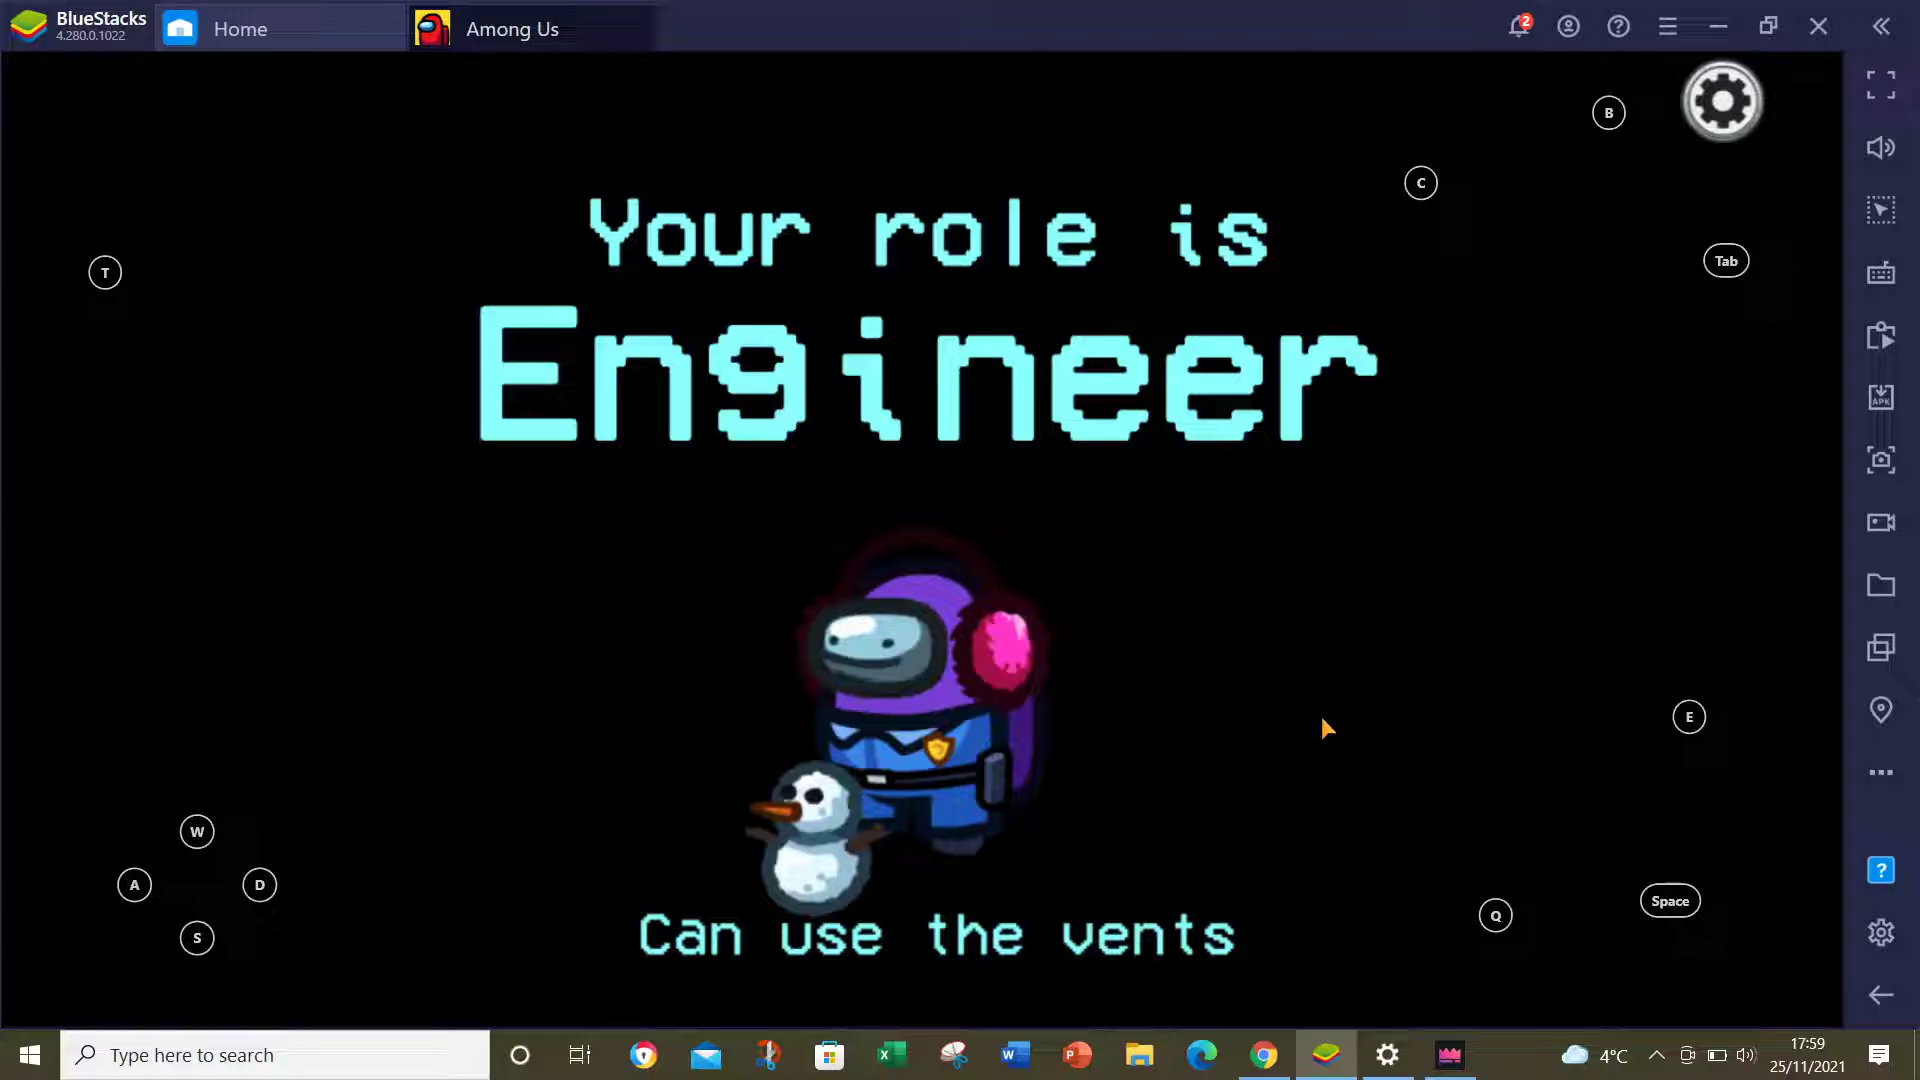 BlueStacks
4.280.0.1022
Home
Among Us
2
B
C
Your role is
Tab
T
Engineer
APK
E
W
A
D
Space
Q
S
Can use the vents
Type here to search
4°C
17:59
25/11/2021